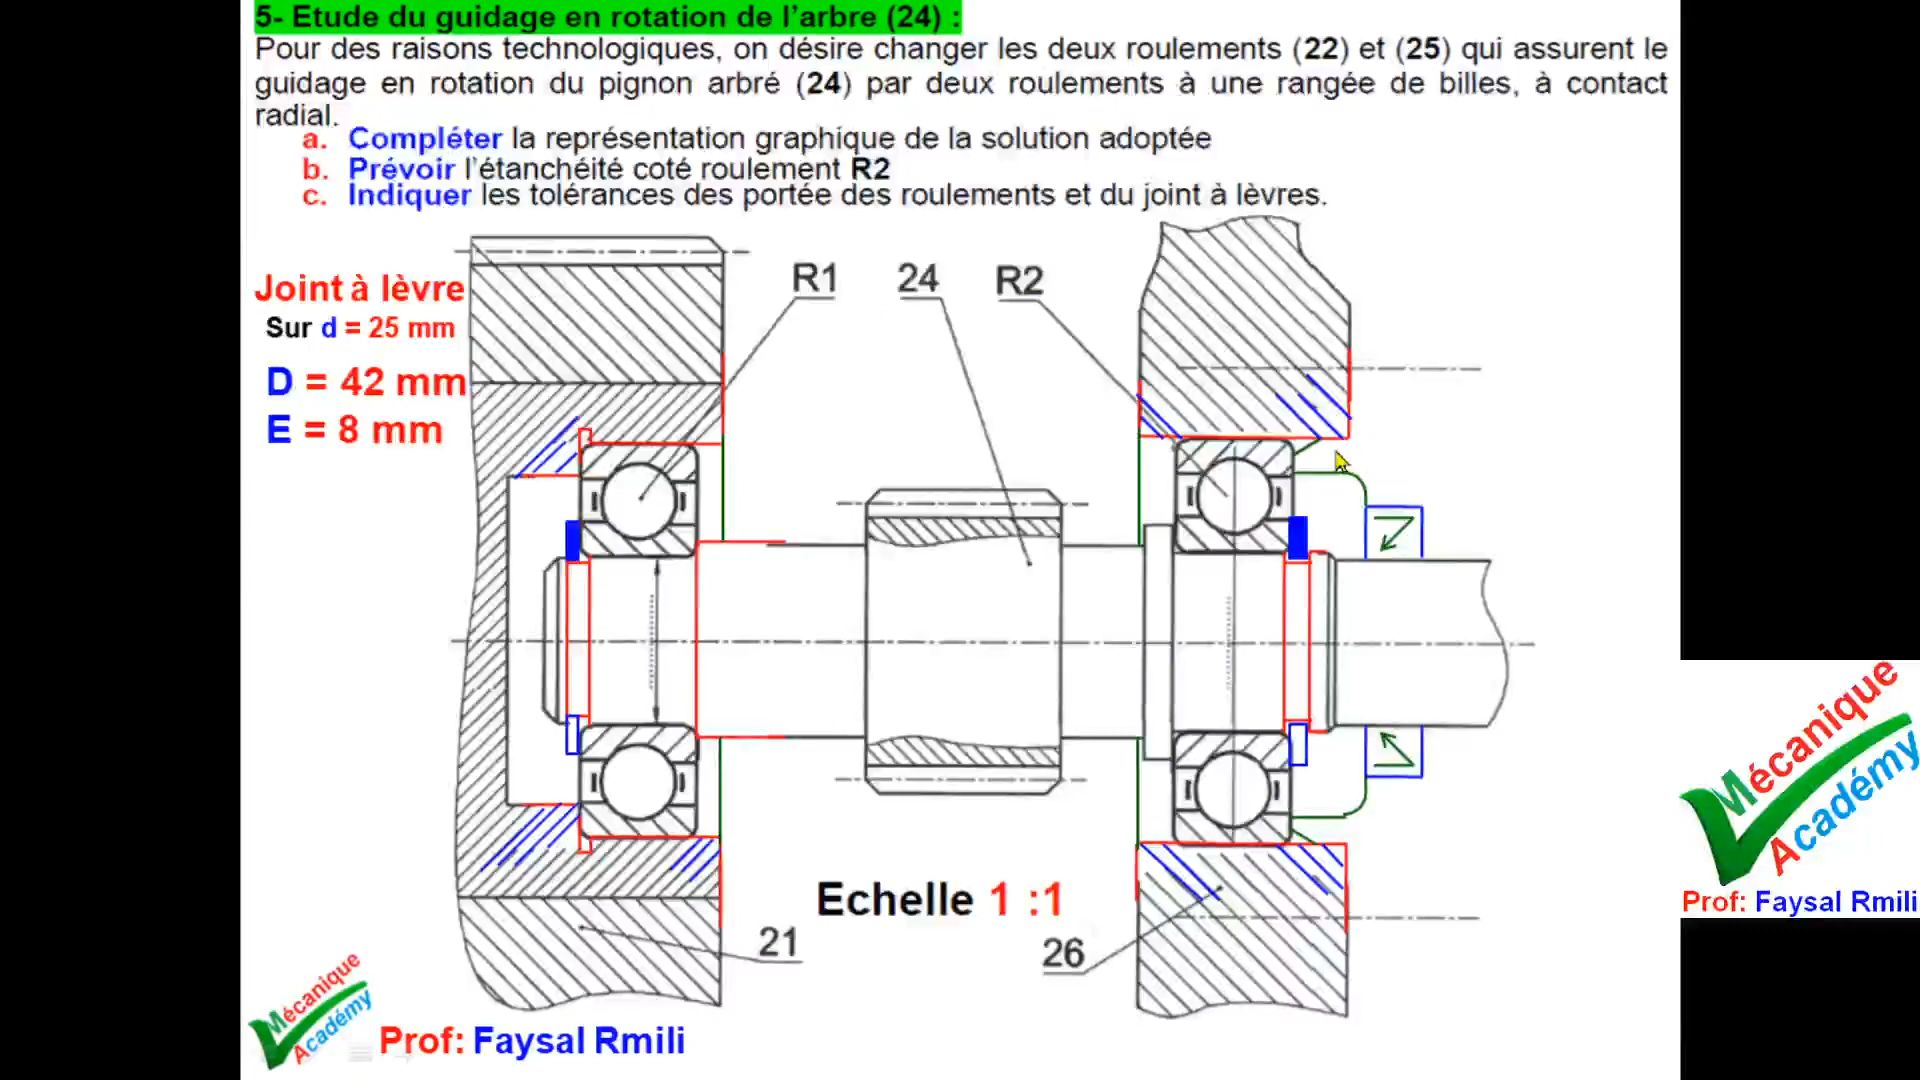 5- Etude du guidage en rotation de l'arbre (24) :
Pour des raisons technologiques, on désire changer les deux roulements (22) et (25) qui assurent le
guidage en rotation du pignon arbré (24) par deux roulements à une rangée de billes, à contact
radial.
a. Compléter la représentation graphique de la solution adoptée
b. Prévoir l'étanchéité coté roulement R2
c. Indiquer les tolérances des portée des roulements et du joint à lèvres.
R1 24 R2
Joint à lèvre
Sur d = 25 mm
D = 42 mm
E = 8 mm
Echelle 1 :1
21
26
Mécanique
Académy
Prof: Faysal Rmili
Mécanique
Académy
Prof: Faysal Rmili